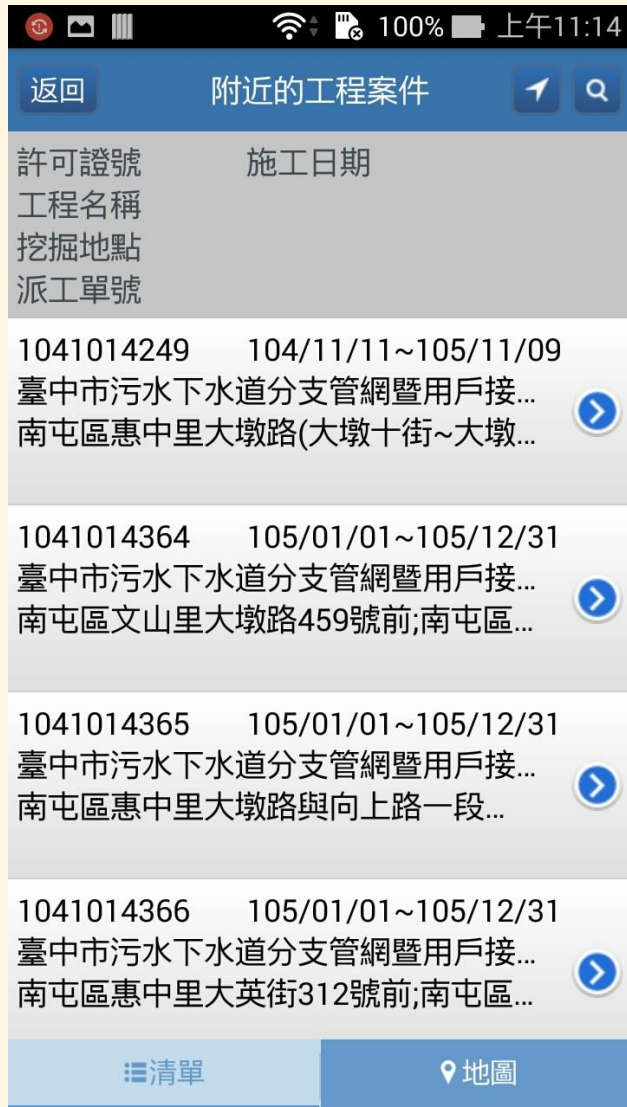 100% 上午11:14
返回 附近的工程案件
許可證號 施工日期
工程名稱
挖掘地點
派工單號
1041014249 104/11/11~105/11/09
臺中市污水下水道分支管網暨用戶接...
南屯區惠中里大墩路(大墩十街~大墩...
1041014364 105/01/01~105/12/31
臺中市污水下水道分支管網暨用戶接...
南屯區文山里大墩路459號前;南屯區...
1041014365 105/01/01~105/12/31
臺中市污水下水道分支管網暨用戶接...
南屯區惠中里大墩路與向上路一段...
1041014366 105/01/01~105/12/31
臺中市污水下水道分支管網暨用戶接...
南屯區惠中里大英街312號前;南屯區...
清單 地圖